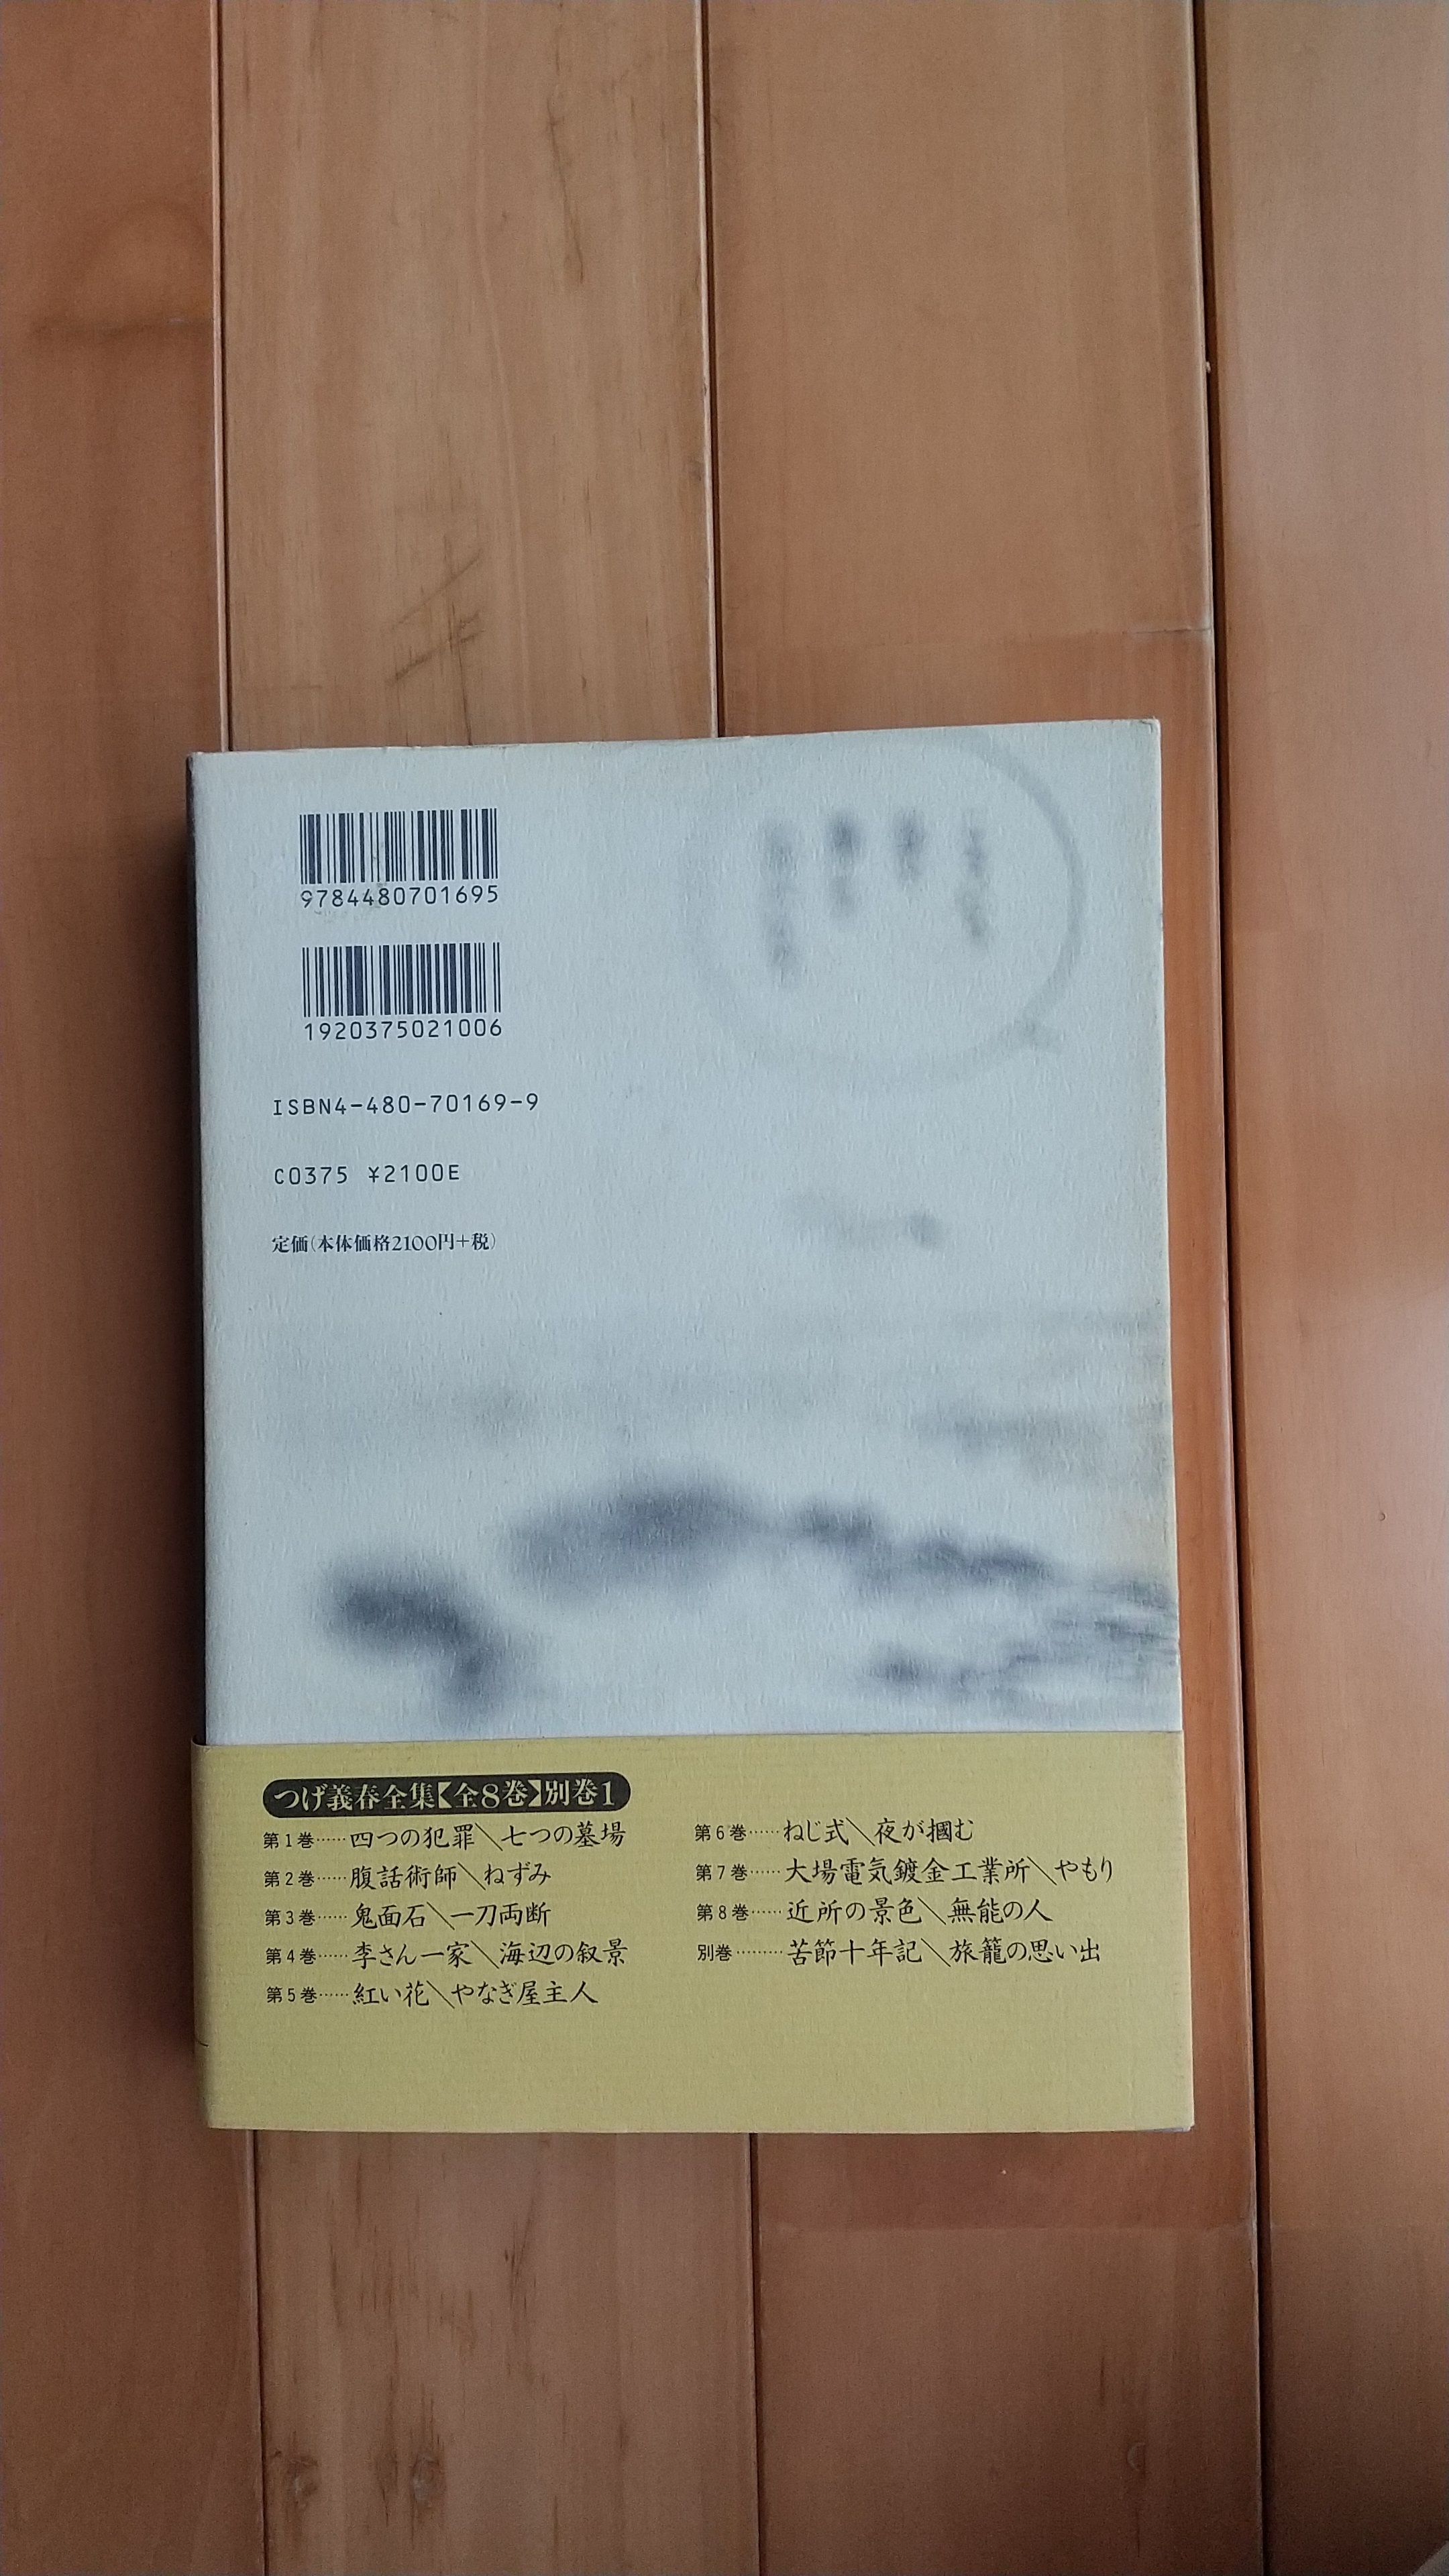 9784480701695
1920375021006
ISBN4-480-70169-9
C0375 ¥2100E
定価(本体価格2100円+税)
つげ義春全集【全8巻】別巻1
第1巻……四つの犯罪＼七つの墓場
第2巻……腹話術師＼ねずみ
第3巻……鬼面石＼一刀両断
第4巻……李さん一家＼海辺の叙景
第5巻……紅い花＼やなぎ屋主人
第6巻……ねじ式＼夜が掴む
第7巻……大場電気鍍金工業所＼やもり
第8巻……近所の景色＼無能の人
別巻………苦節十年記＼旅籠の思い出